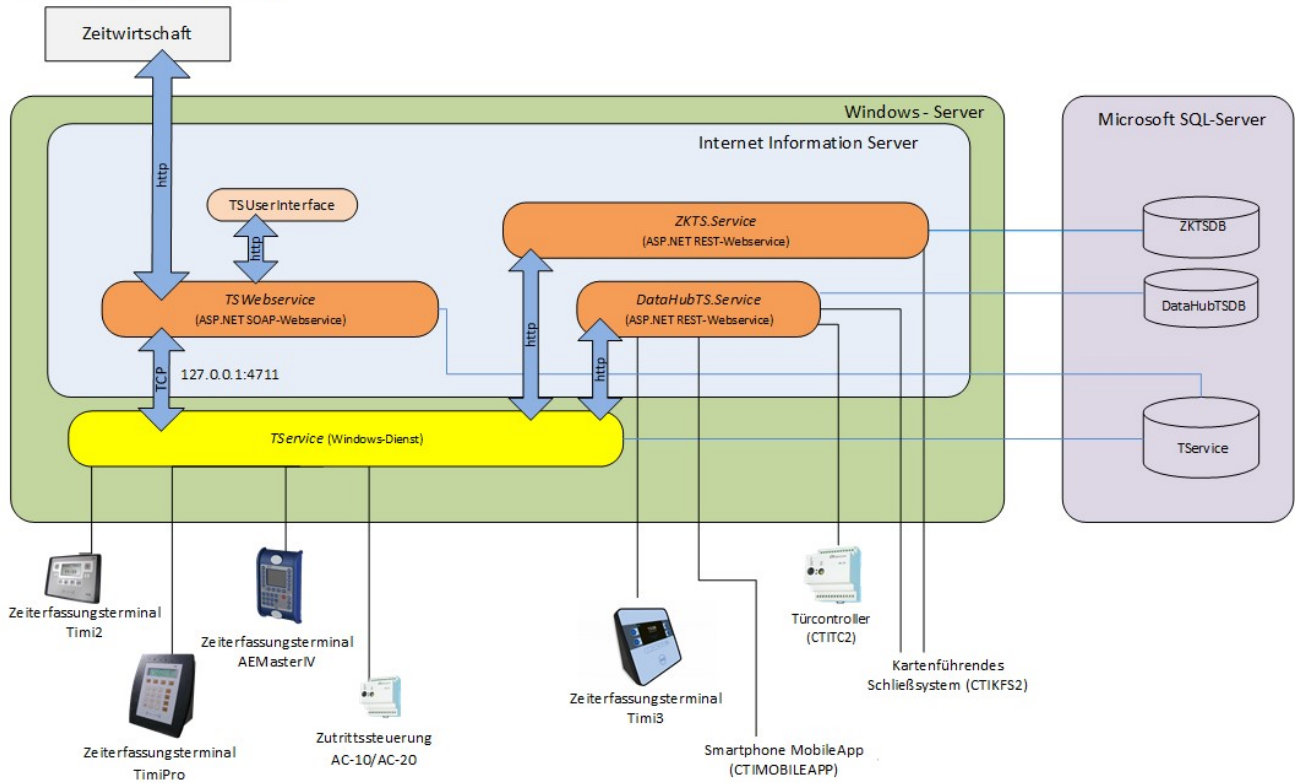 Zeitwirtschaft
Windows - Server
Microsoft SQL-Server
Internet Information Server
http
TSUserInterface
http
ZKTS.Service
(ASP.NET REST-Webservice)
ZKTSDB
TSWebservice
(ASP.NET SOAP-Webservice)
DataHubTS.Service
(ASP.NET REST-Webservice)
DataHubTSDB
http
http
TCP
127.0.0.1:4711
TService (Windows-Dienst)
TService
Zeiterfassungsterminal
Timi2
Zeiterfassungsterminal
AEMasterIV
Zeiterfassungsterminal
TimiPro
Zutrittssteuerung
AC-10/AC-20
Zeiterfassungsterminal
Timi3
Türcontroller
(CTITC2)
Kartenführendes
Schließsystem (CTIKFS2)
Smartphone MobileApp
(CTIMOBILEAPP)